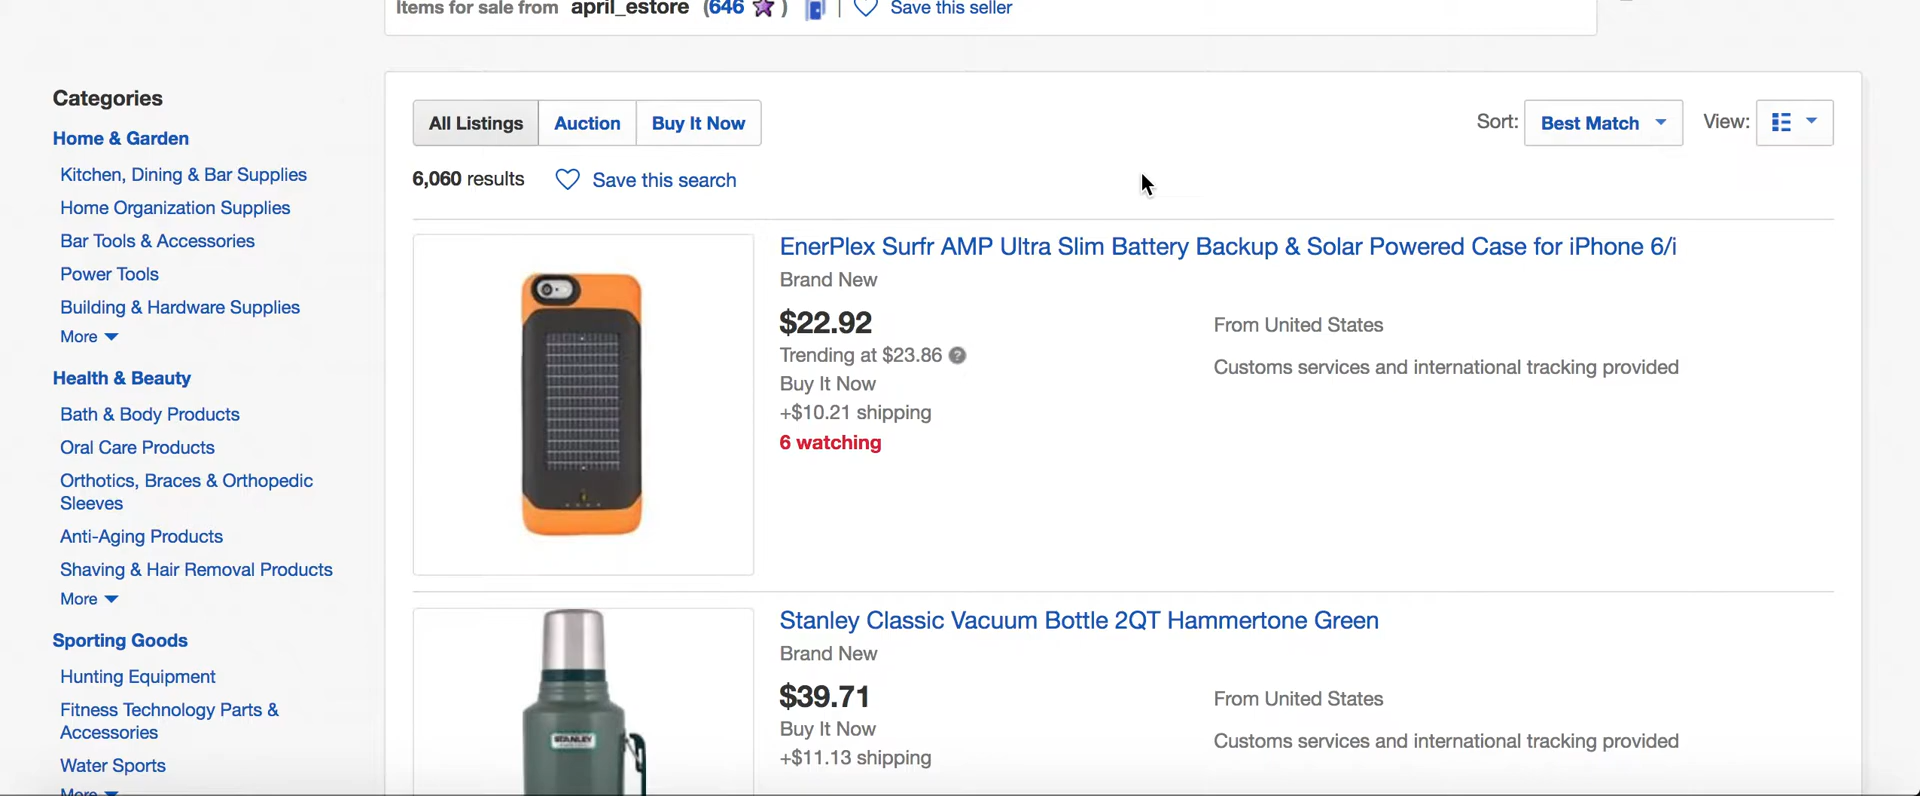 Items for sale from april_estore (646 ) | Save this seller
Categories
Home & Garden
Kitchen, Dining & Bar Supplies
Home Organization Supplies
Bar Tools & Accessories
Power Tools
Building & Hardware Supplies
More
Health & Beauty
Bath & Body Products
Oral Care Products
Orthotics, Braces & Orthopedic
Sleeves
Anti-Aging Products
Shaving & Hair Removal Products
More
Sporting Goods
Hunting Equipment
Fitness Technology Parts &
Accessories
Water Sports
More
All Listings Auction Buy It Now
Sort: Best Match View:
6,060 results Save this search
EnerPlex Surfr AMP Ultra Slim Battery Backup & Solar Powered Case for iPhone 6/i
Brand New
$22.92
Trending at $23.86 ?
Buy It Now
+$10.21 shipping
6 watching
From United States
Customs services and international tracking provided
STANLEY
Stanley Classic Vacuum Bottle 2QT Hammertone Green
Brand New
$39.71
Buy It Now
+$11.13 shipping
From United States
Customs services and international tracking provided